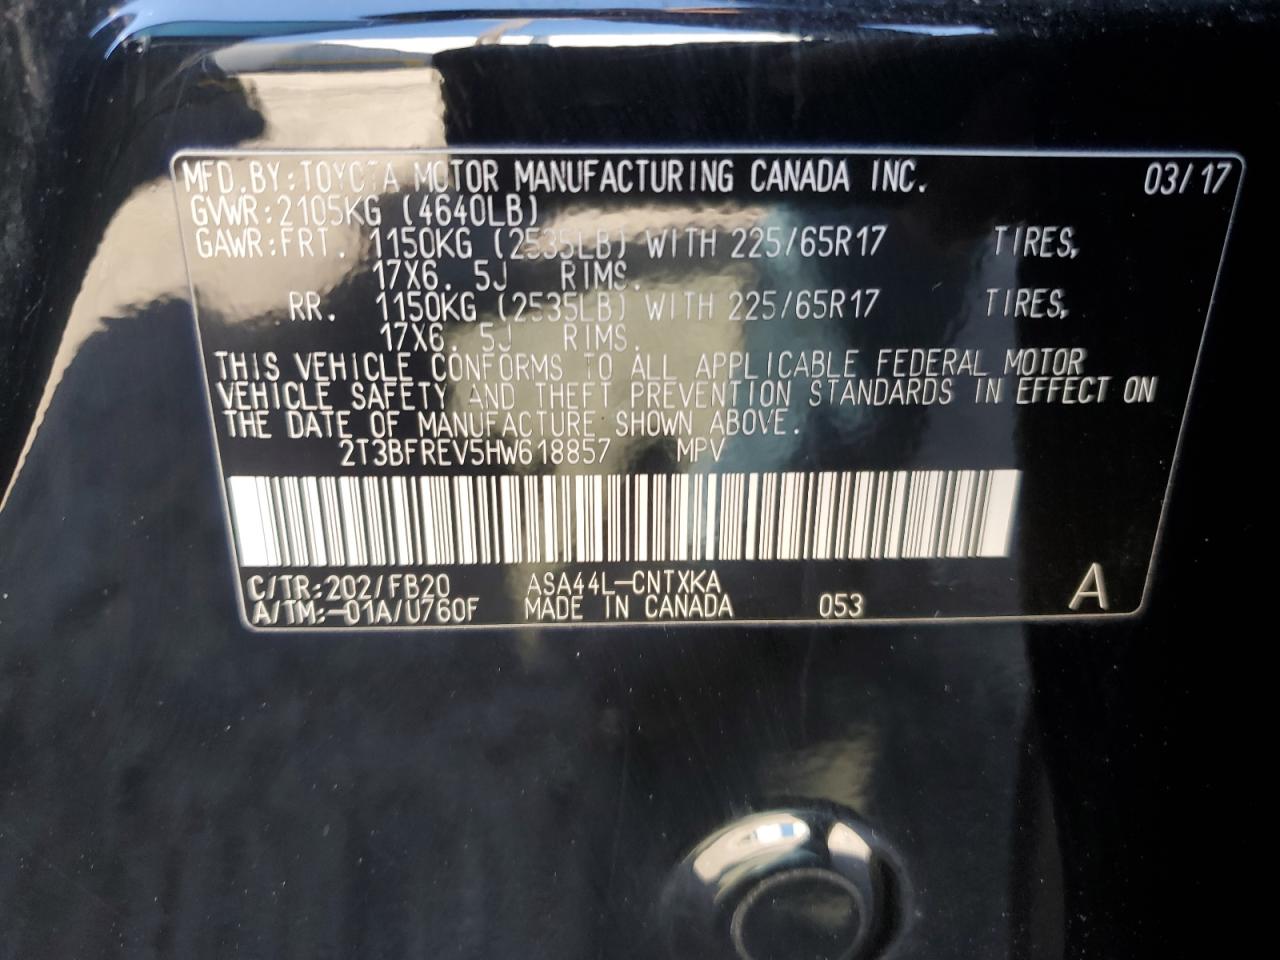 MFD.BY:TOYOTA MOTOR MANUFACTURING CANADA INC. 03/17
GVWR:2105KG (4640LB)
GAWR:FRT. 1150KG (2535LB) WITH 225/65R17 TIRES,
17X6. 5J RIMS.
RR. 1150KG (2535LB) WITH 225/65R17 TIRES,
17X6. 5J RIMS.
THIS VEHICLE CONFORMS TO ALL APPLICABLE FEDERAL MOTOR
VEHICLE SAFETY AND THEFT PREVENTION STANDARDS IN EFFECT ON
THE DATE OF MANUFACTURE SHOWN ABOVE.
2T3BFREV5HW618857 MPV
C/TR:202/FB20 ASA44L-CNTXKA
A/TM:-01A/U760F MADE IN CANADA 053 A